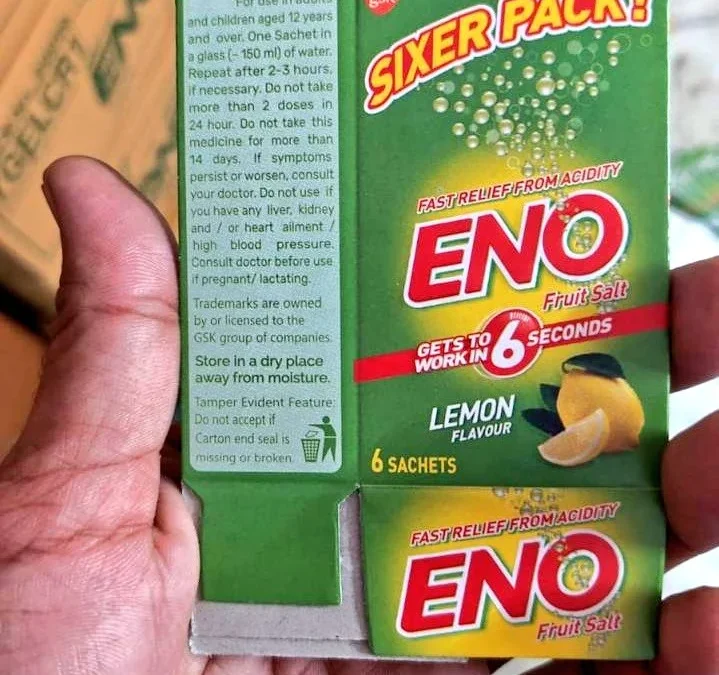 For use in adults
and children aged 12 years
and over. One Sachet in
a glass (~ 150 ml) of water.
Repeat after 2-3 hours,
if necessary. Do not take
more than 2 doses in
24 hour. Do not take this
medicine for more than
14 days. If symptoms
persist or worsen, consult
your doctor. Do not use if
you have any liver, kidney
and / or heart ailment /
high blood pressure.
Consult doctor before use
if pregnant/ lactating.
Trademarks are owned
by or licensed to the
GSK group of companies.
Store in a dry place
away from moisture.
Tamper Evident Feature:
Do not accept if
Carton end seal is
missing or broken.
SIXER PACK!
FAST RELIEF FROM ACIDITY
ENO
Fruit Salt
GETS TO
WORK IN 6 SECONDS
LEMON
FLAVOUR
6 SACHETS
FAST RELIEF FROM ACIDITY
ENO
Fruit Salt